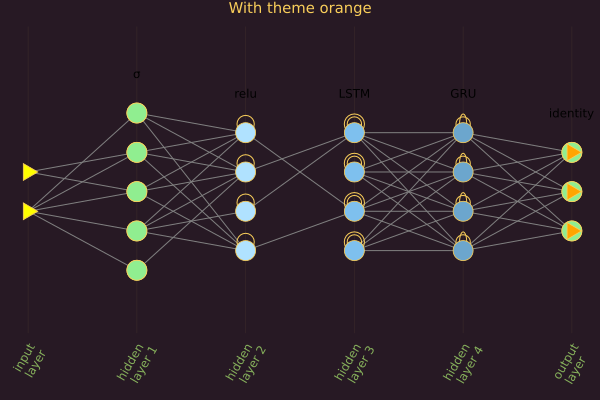 With theme orange
σ
relu
LSTM
GRU
identity
input
layer
hidden
layer 1
hidden
layer 2
hidden
layer 3
hidden
layer 4
output
layer